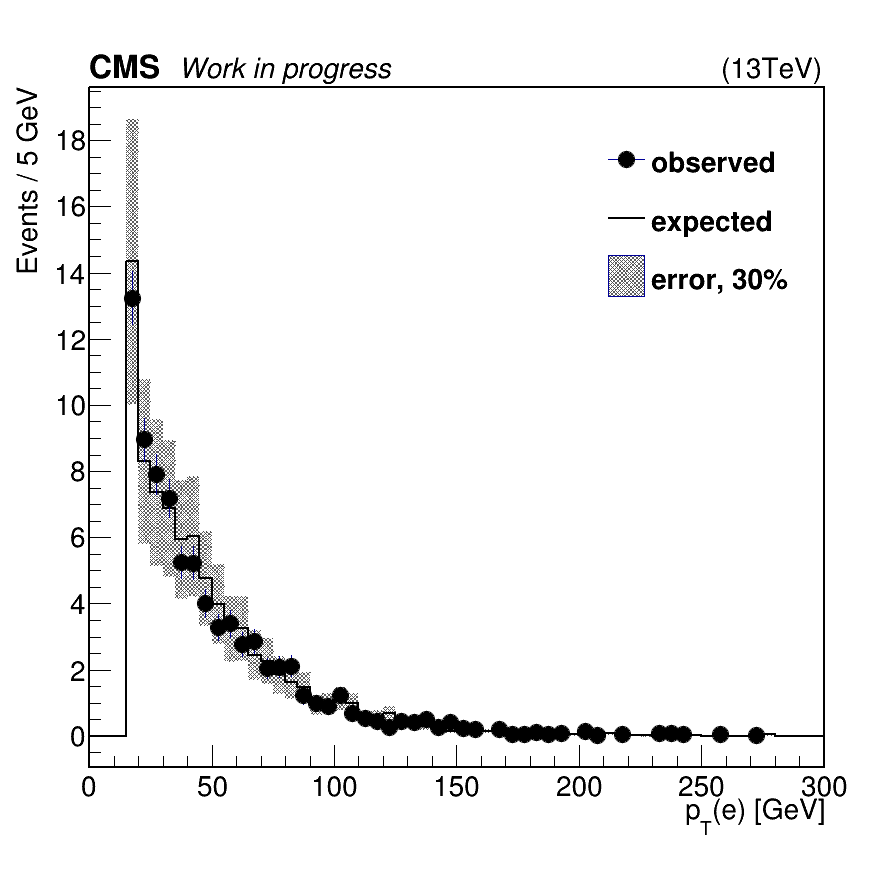 CMS Work in progress (13TeV)
Events / 5 GeV
18
16
14
12
10
8
6
4
2
0
observed
expected
error, 30%
0 50 100 150 200 250 300
p_T(e) [GeV]